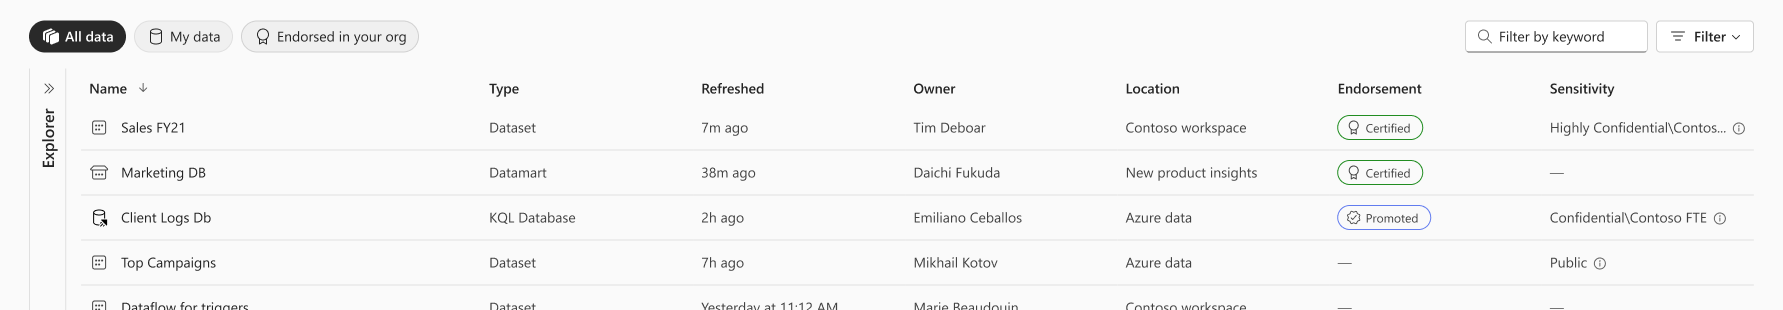 All data My data Endorsed in your org Filter by keyword Filter
Name Type Refreshed Owner Location Endorsement Sensitivity
Explorer
Sales FY21 Dataset 7m ago Tim Deboar Contoso workspace Certified Highly Confidential\Contos...
Marketing DB Datamart 38m ago Daichi Fukuda New product insights Certified —
Client Logs Db KQL Database 2h ago Emiliano Ceballos Azure data Promoted Confidential\Contoso FTE
Top Campaigns Dataset 7h ago Mikhail Kotov Azure data — Public
Dataflow for triggers Dataset Yesterday at 11:12 AM Marie Beaudouin Contoso workspace — —